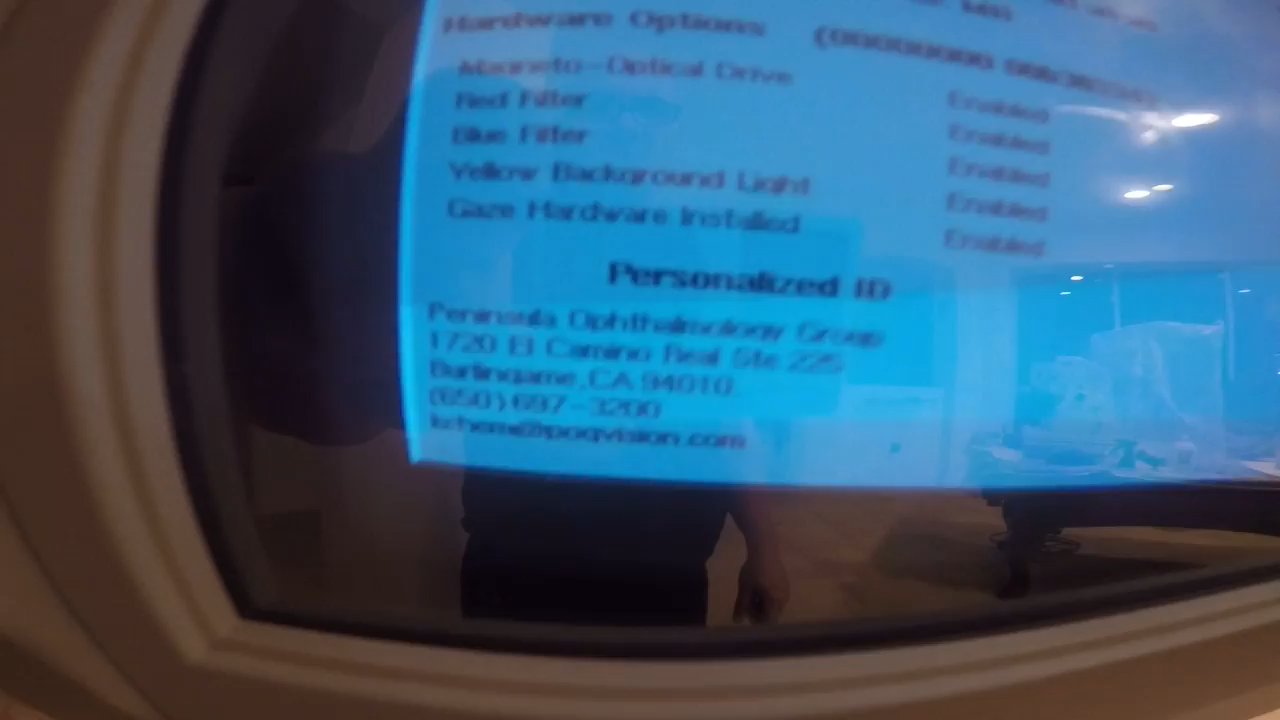 Hardware Options
Magneto-Optical Drive Enabled
Red Filter Enabled
Blue Filter Enabled
Yellow Background Light Enabled
Gaze Hardware Installed Enabled
Personalized ID
Peninsula Ophthalmology Group
1720 El Camino Real Ste 225
Burlingame, CA 94010
(650) 697-3200